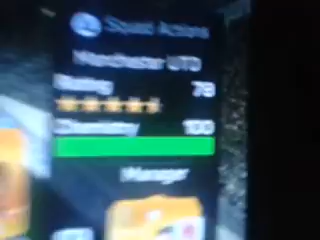 Squad Actions
Manchester UTD
Rating 78
Chemistry 100
Manager